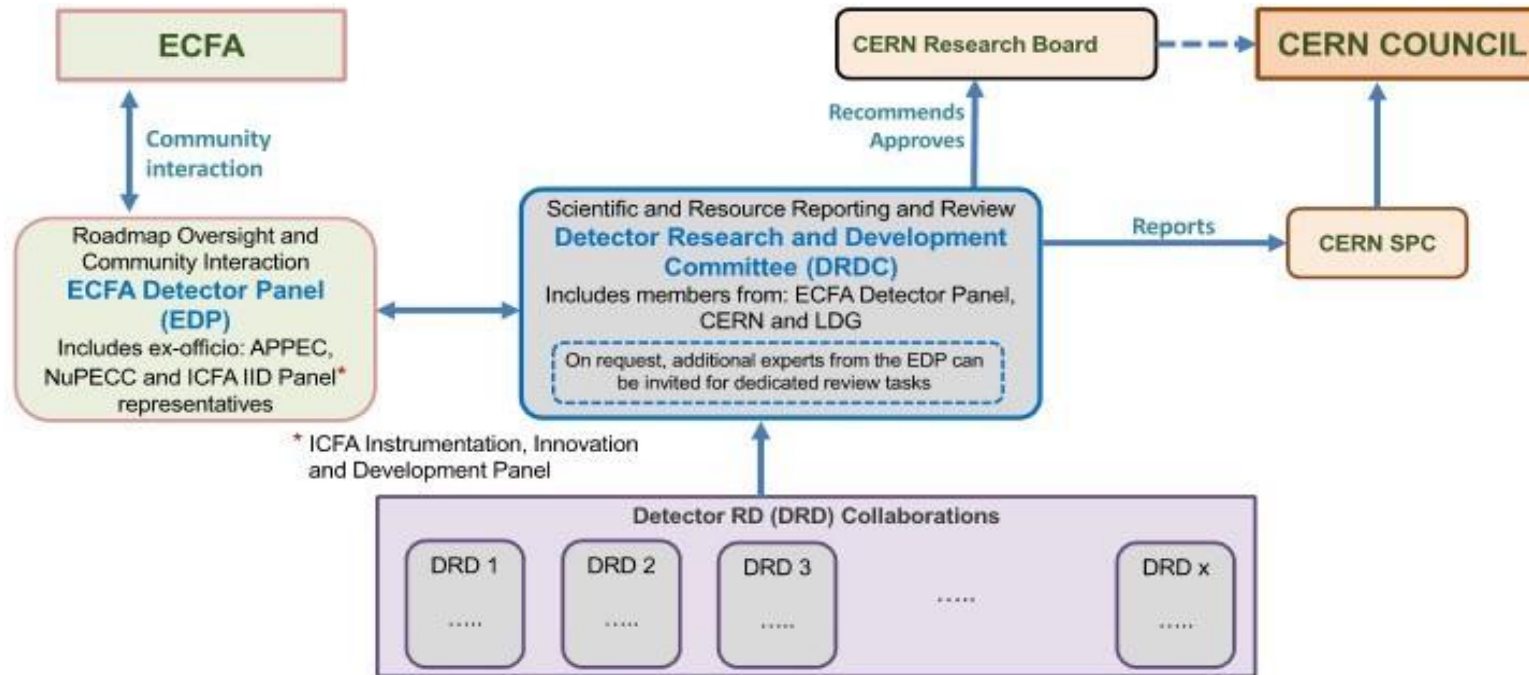 ECFA
CERN Research Board
CERN COUNCIL
Community
interaction
Recommends
Approves
Roadmap Oversight and
Community Interaction
ECFA Detector Panel
(EDP)
Includes ex-officio: APPEC,
NuPECC and ICFA IID Panel*
representatives
Scientific and Resource Reporting and Review
Detector Research and Development
Committee (DRDC)
Includes members from: ECFA Detector Panel,
CERN and LDG
On request, additional experts from the EDP can
be invited for dedicated review tasks
Reports
CERN SPC
* ICFA Instrumentation, Innovation
and Development Panel
Detector RD (DRD) Collaborations
DRD 1
.....
DRD 2
.....
DRD 3
.....
.....
DRD x
.....